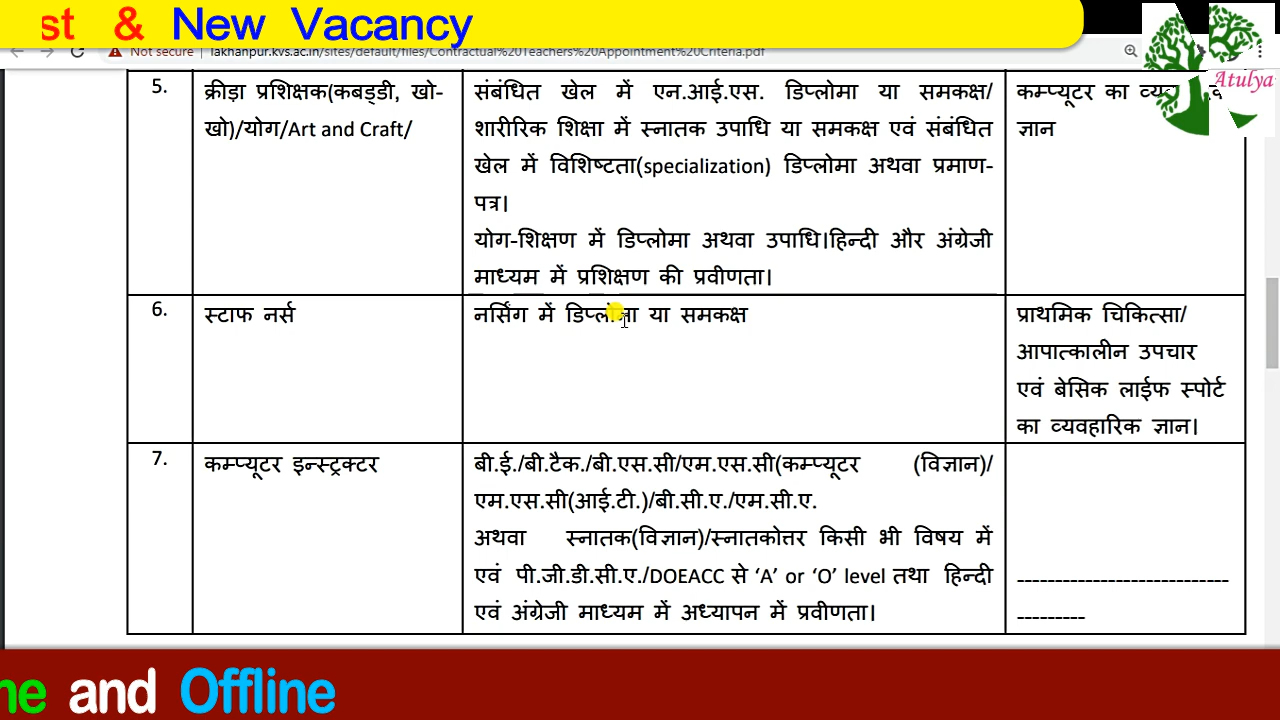 st & New Vacancy
Not secure | lakhanpur.kvs.ac.in/sites/default/files/Contractual%20Teachers%20Appointment%20Criteria.pdf
Atulya
5. क्रीड़ा प्रशिक्षक(कबड्डी, खो- संबंधित खेल में एन.आई.एस. डिप्लोमा या समकक्ष/ कम्प्यूटर का
खो)/योग/Art and Craft/ शारीरिक शिक्षा में स्नातक उपाधि या समकक्ष एवं संबंधित ज्ञान
खेल में विशिष्टता(specialization) डिप्लोमा अथवा प्रमाण-
पत्र।
योग-शिक्षण में डिप्लोमा अथवा उपाधि।हिन्दी और अंग्रेजी
माध्यम में प्रशिक्षण की प्रवीणता।
6. स्टाफ नर्स नर्सिंग में डिप्लोमा या समकक्ष प्राथमिक चिकित्सा/
आपात्कालीन उपचार
एवं बेसिक लाईफ स्पोर्ट
का व्यवहारिक ज्ञान।
7. कम्प्यूटर इन्स्ट्रक्टर बी.ई./बी.टैक./बी.एस.सी/एम.एस.सी(कम्प्यूटर (विज्ञान)/
एम.एस.सी(आई.टी.)/बी.सी.ए./एम.सी.ए.
अथवा स्नातक(विज्ञान)/स्नातकोत्तर किसी भी विषय में
एवं पी.जी.डी.सी.ए./DOEACC से ‘A’ or ‘O’ level तथा हिन्दी ----------------------------
एवं अंग्रेजी माध्यम में अध्यापन में प्रवीणता। ---------
ne and Offline